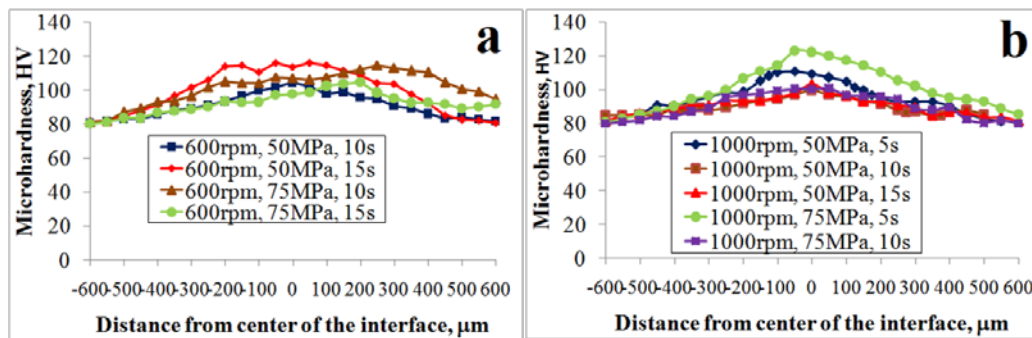 a
140
120
100
80
60
40
20
0
Microhardness, HV
600rpm, 50MPa, 10s
600rpm, 50MPa, 15s
600rpm, 75MPa, 10s
600rpm, 75MPa, 15s
-600-500-400-300-200-100 0 100 200 300 400 500 600
Distance from center of the interface, μm
b
140
120
100
80
60
40
20
0
Microhardness, HV
1000rpm, 50MPa, 5s
1000rpm, 50MPa, 10s
1000rpm, 50MPa, 15s
1000rpm, 75MPa, 5s
1000rpm, 75MPa, 10s
-600-500-400-300-200-100 0 100 200 300 400 500 600
Distance from center of the interface, μm